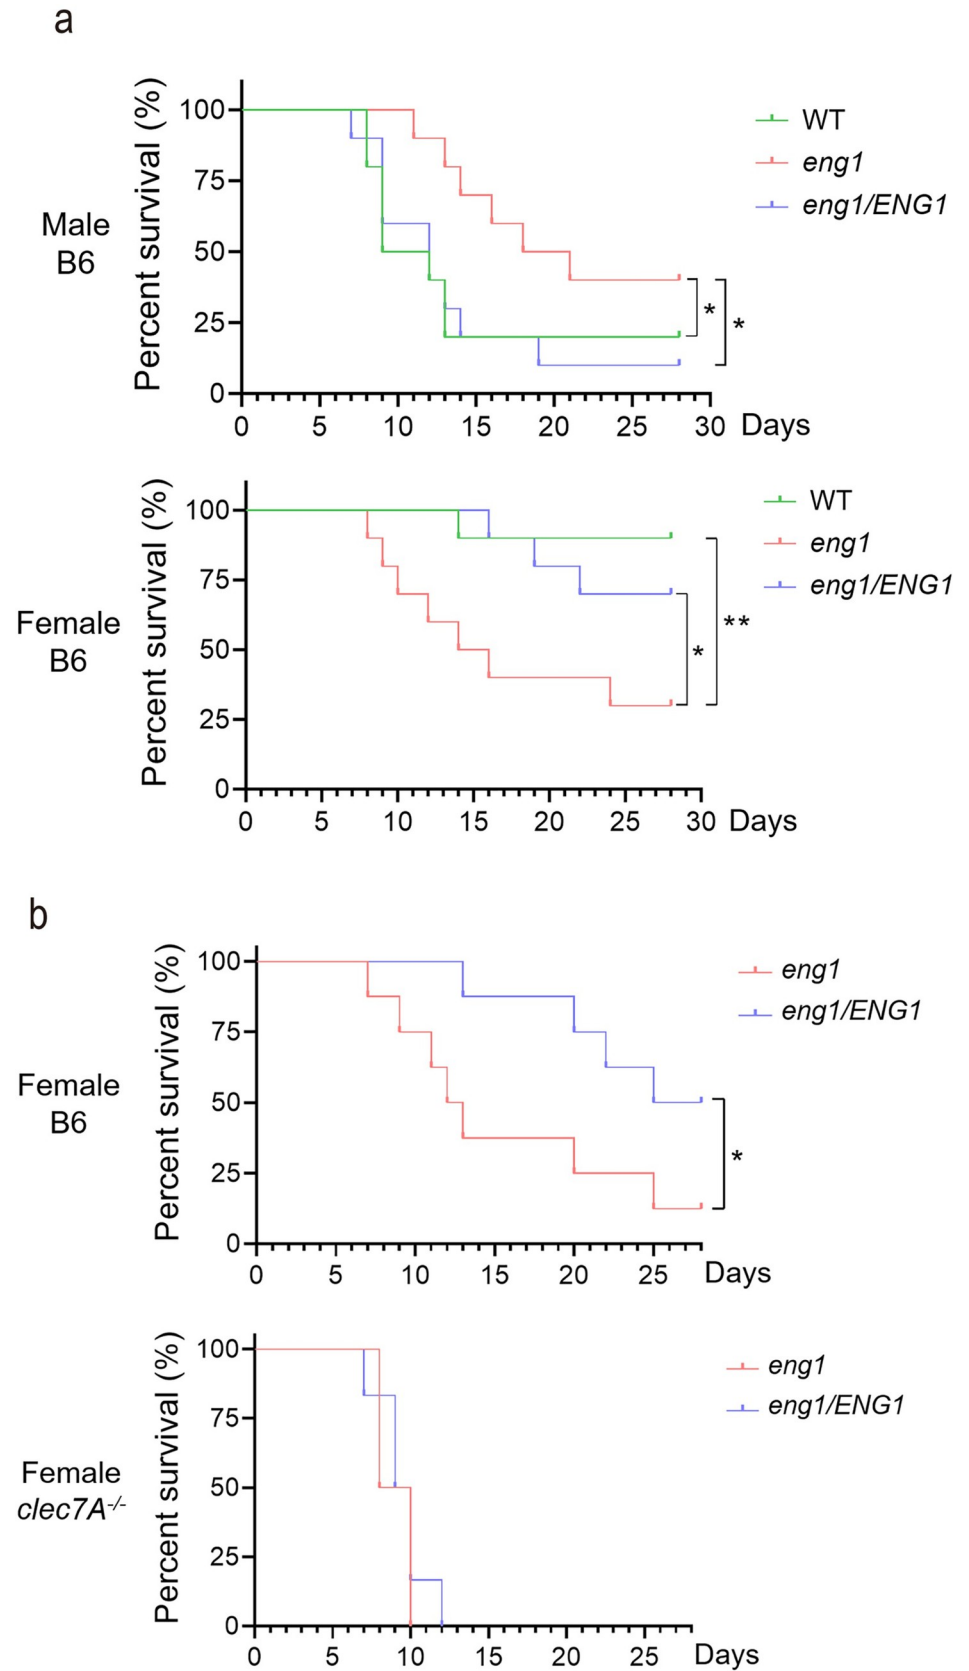 a
Male
B6
Percent survival (%)
100
75
50
25
0
0 5 10 15 20 25 30 Days
WT
eng1
eng1/ENG1
*
*
Female
B6
Percent survival (%)
100
75
50
25
0
0 5 10 15 20 25 30 Days
WT
eng1
eng1/ENG1
*
**
b
Female
B6
Percent survival (%)
100
75
50
25
0
0 5 10 15 20 25 Days
eng1
eng1/ENG1
*
Female
clec7A-/-
Percent survival (%)
100
75
50
25
0
0 5 10 15 20 25 Days
eng1
eng1/ENG1